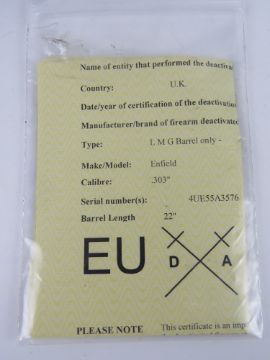 Name of entity that performed the deactiva
Country: U.K.
Date/year of certification of the deactivation
Manufacturer/brand of firearm deactivated
Type: L M G Barrel only -
Make/Model: Enfield
Calibre: .303"
Serial number(s): 4UE55A3576
Barrel Length 22"
EU D A
PLEASE NOTE This certificate is an imp